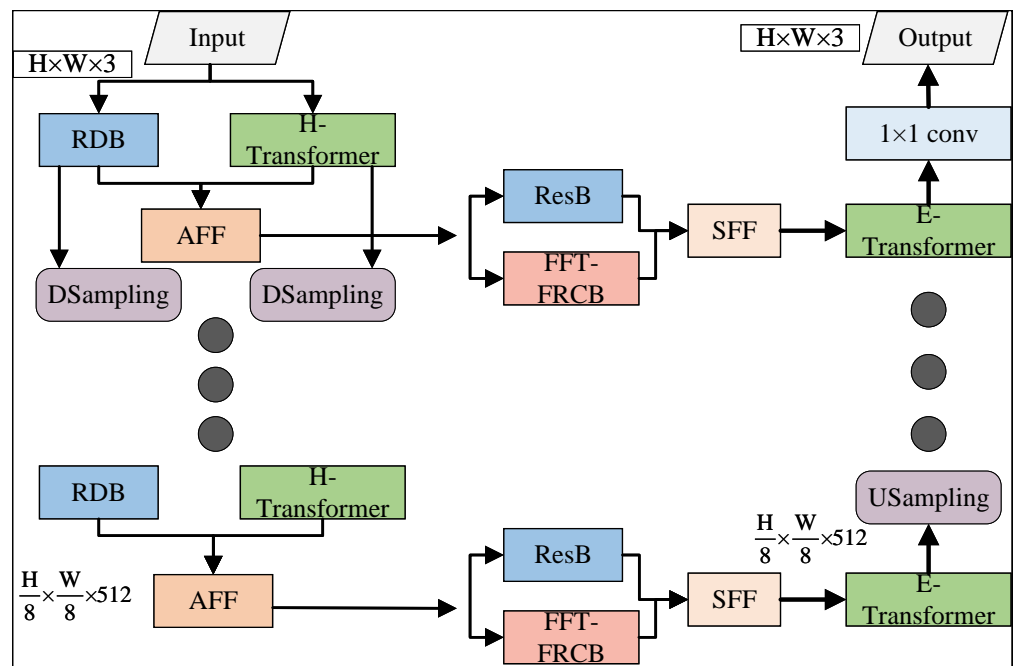 Input
H×W×3
Output
H×W×3
RDB
H-
Transformer
1×1 conv
AFF
ResB
SFF
E-
Transformer
DSampling
DSampling
FFT-
FRCB
RDB
H-
Transformer
USampling
H/8×W/8×512
AFF
ResB
FFT-
FRCB
SFF
H/8×W/8×512
E-
Transformer